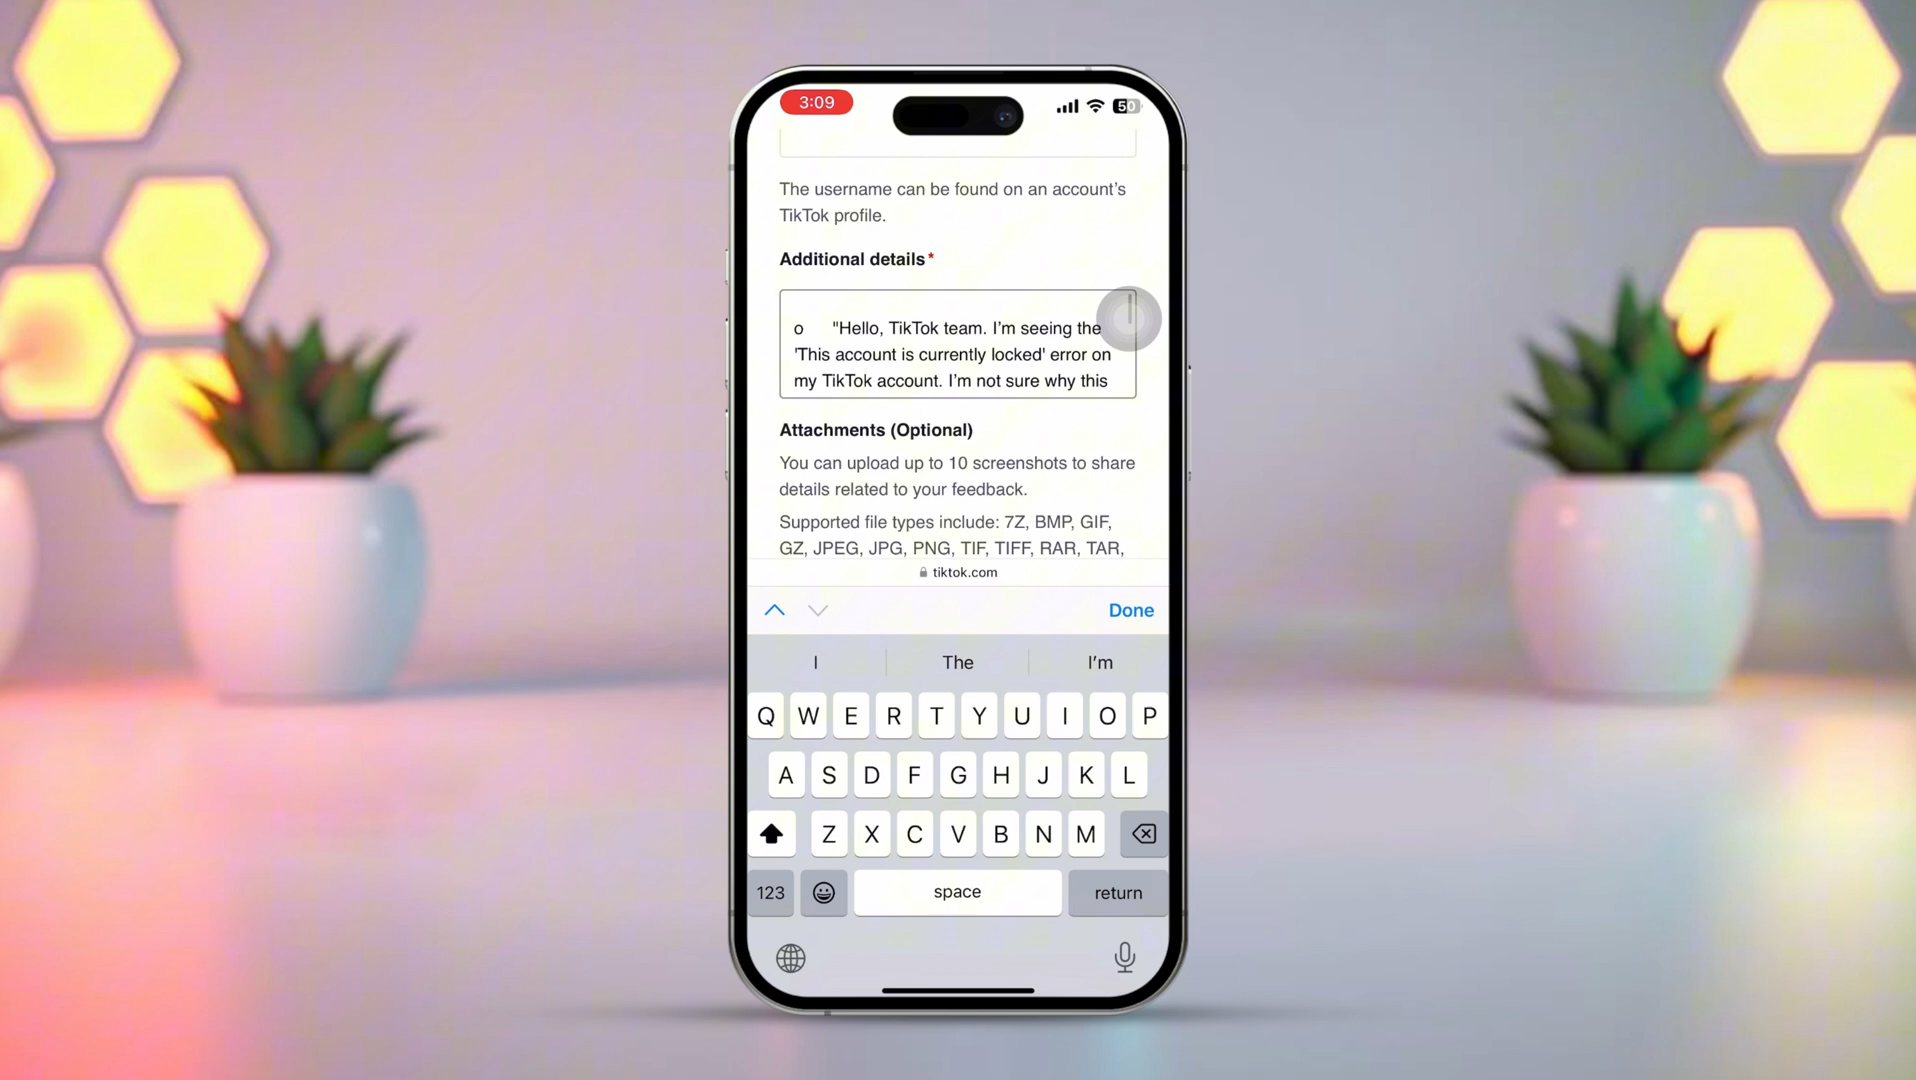 3:09
50
The username can be found on an account’s
TikTok profile.
Additional details*
o "Hello, TikTok team. I’m seeing the
'This account is currently locked' error on
my TikTok account. I’m not sure why this
Attachments (Optional)
You can upload up to 10 screenshots to share
details related to your feedback.
Supported file types include: 7Z, BMP, GIF,
GZ, JPEG, JPG, PNG, TIF, TIFF, RAR, TAR,
tiktok.com
Done
I The I’m
Q W E R T Y U I O P
A S D F G H J K L
Z X C V B N M
123 space return